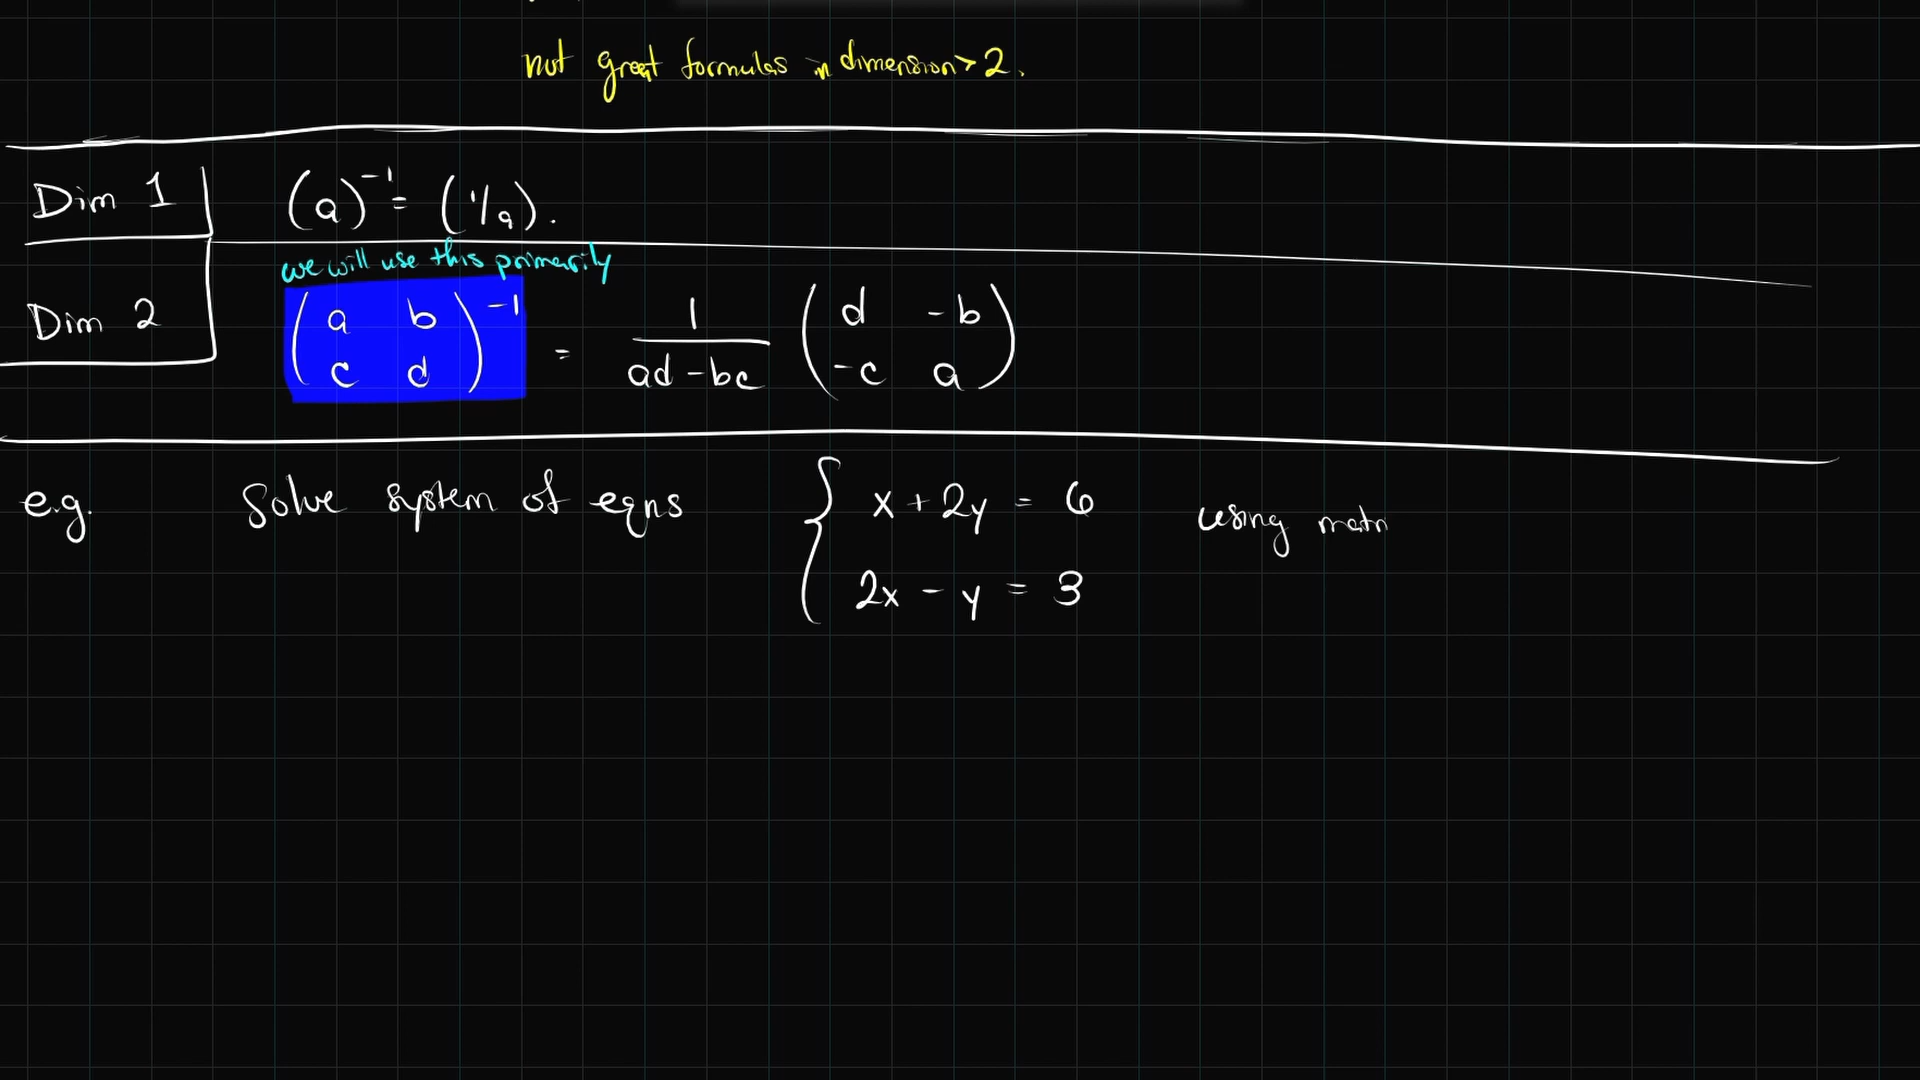 not great formulas in dimension > 2.
Dim 1 (a)⁻¹ = (1/a).
we will use this primarily
Dim 2 ( a b ; c d )⁻¹ = 1/(ad - bc) ( d -b ; -c a )
e.g. Solve system of eqns { x + 2y = 6 using matr
2x - y = 3